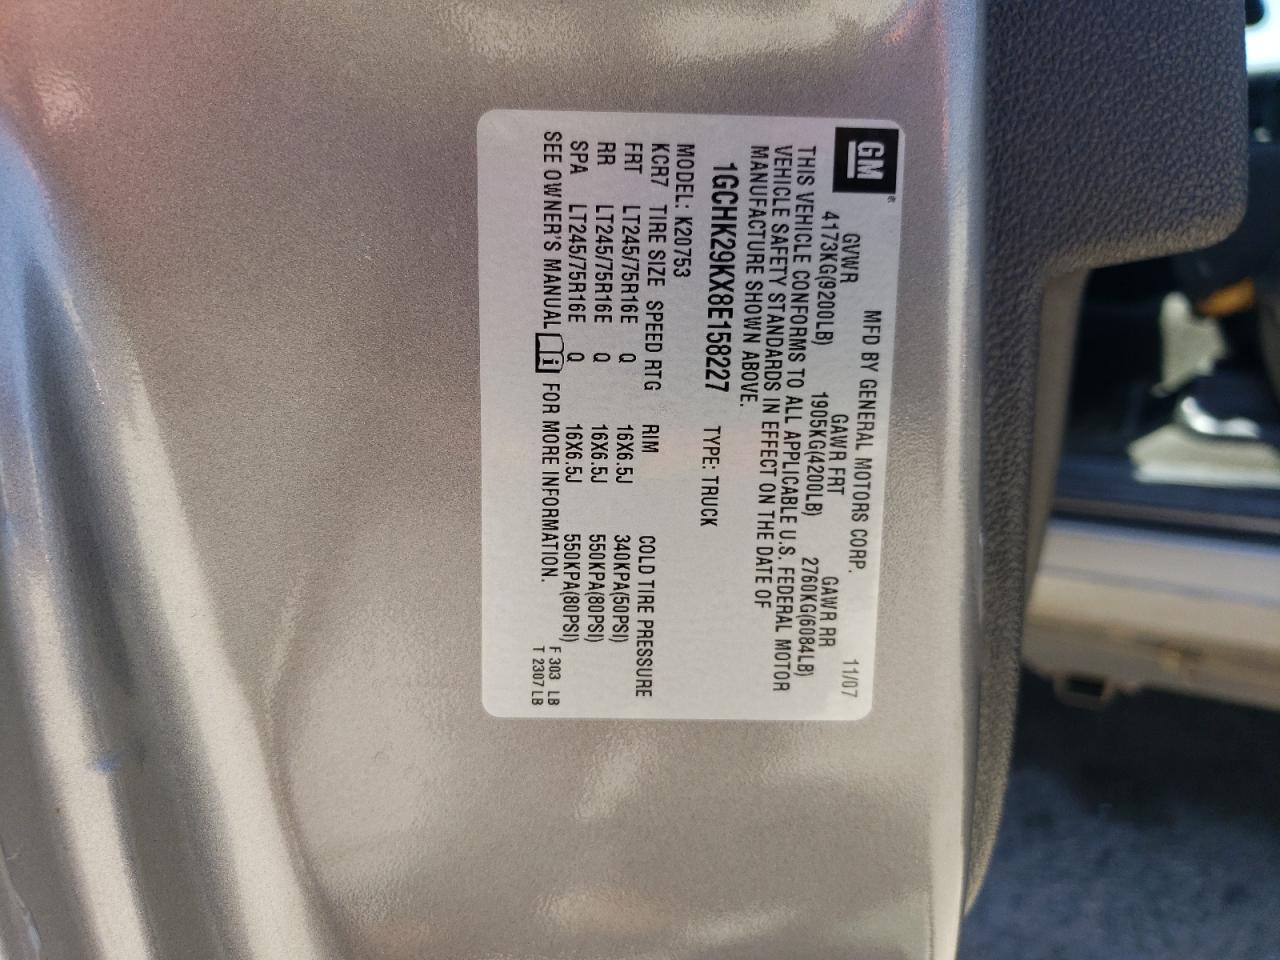 GM®
MFD BY GENERAL MOTORS CORP. 11/07
GVWR GAWR FRT GAWR RR
4173KG(9200LB) 1905KG(4200LB) 2760KG(6084LB)
THIS VEHICLE CONFORMS TO ALL APPLICABLE U.S. FEDERAL MOTOR
VEHICLE SAFETY STANDARDS IN EFFECT ON THE DATE OF
MANUFACTURE SHOWN ABOVE.
1GCHK29KX8E158227 TYPE: TRUCK
MODEL: K20753
KCR7 TIRE SIZE SPEED RTG RIM COLD TIRE PRESSURE
FRT LT245/75R16E Q 16X6.5J 340KPA(50PSI)
RR LT245/75R16E Q 16X6.5J 550KPA(80PSI)
SPA LT245/75R16E Q 16X6.5J 550KPA(80PSI)
SEE OWNER'S MANUAL i FOR MORE INFORMATION.
F 303 LB
T 2307 LB